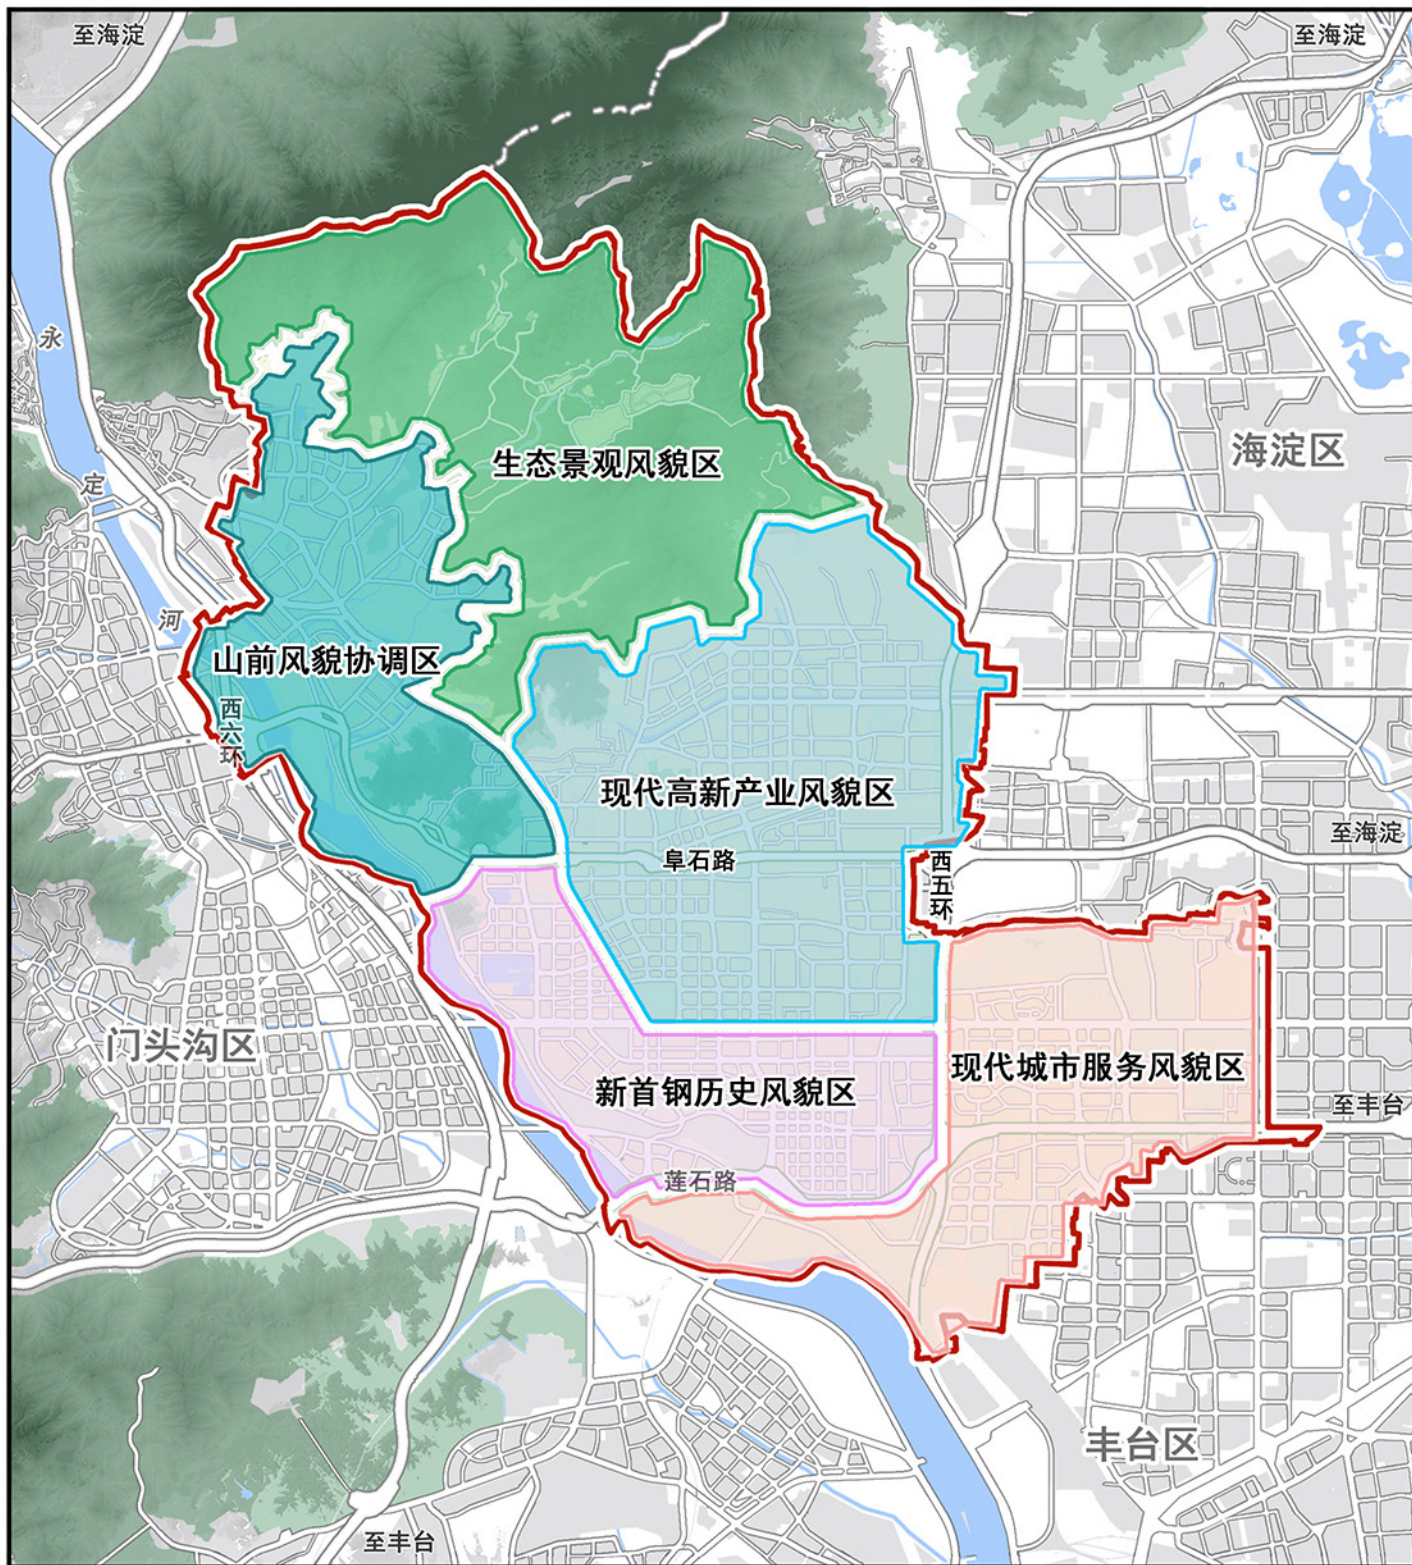 至海淀
至海淀
永
定
河
海淀区
生态景观风貌区
山前风貌协调区
西六环
现代高新产业风貌区
至海淀
阜石路
西五环
门头沟区
现代城市服务风貌区
新首钢历史风貌区
至丰台
莲石路
丰台区
至丰台